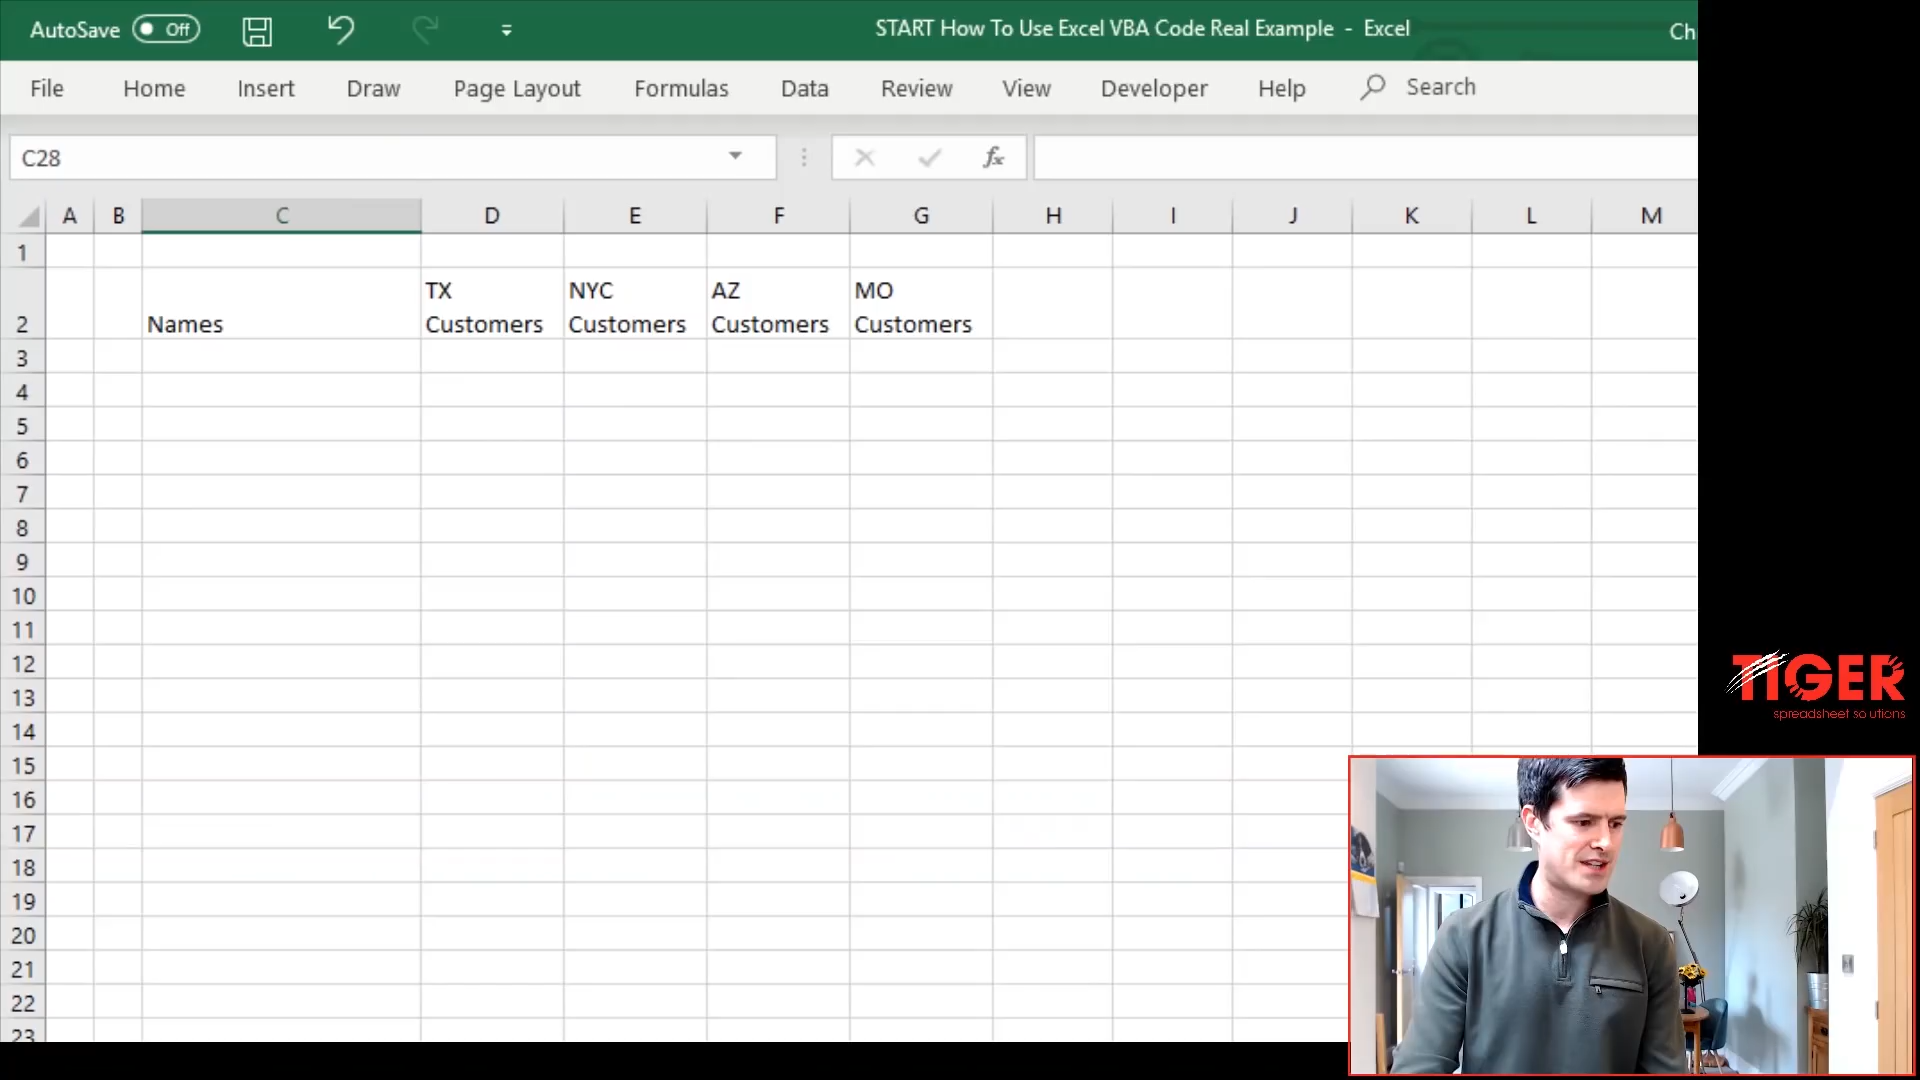 AutoSave Off START How To Use Excel VBA Code Real Example - Excel Ch
File Home Insert Draw Page Layout Formulas Data Review View Developer Help Search
C28 fx
A B C D E F G H I J K L M
1
TX NYC AZ MO
2 Names Customers Customers Customers Customers
3
4
5
6
7
8
9
10
11
12
13
14
15
16
17
18
19
20
21
22
23
TIGER
spreadsheet solutions